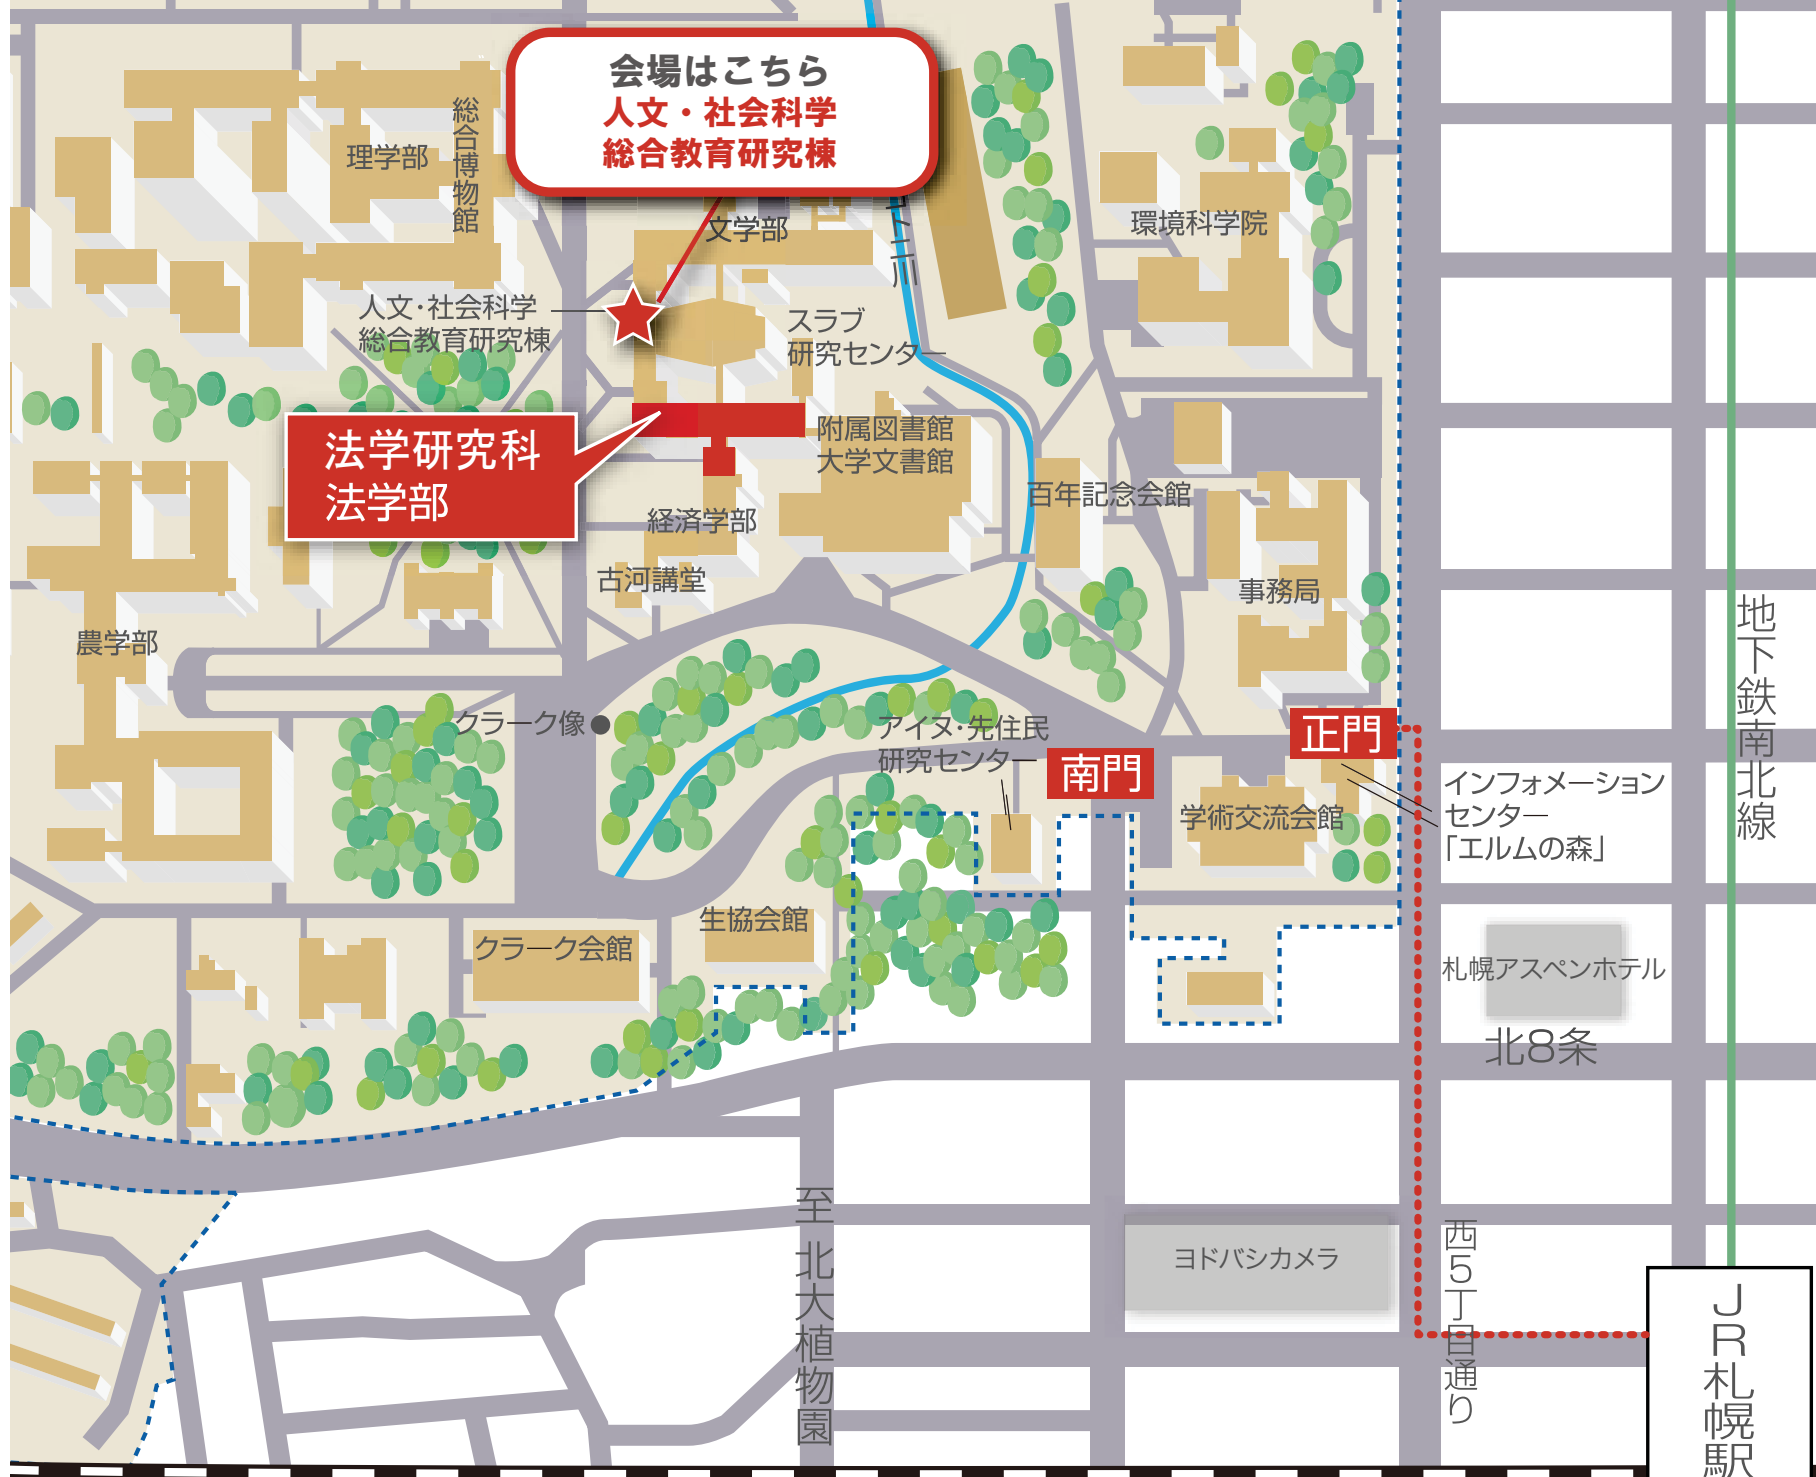 会場はこちら
人文・社会科学
総合教育研究棟
総合博物館
理学部
文学部
環境科学院
人文・社会科学
総合教育研究棟
スラブ
研究センター
法学研究科
法学部
附属図書館
大学文書館
百年記念会館
経済学部
古河講堂
事務局
農学部
地下鉄南北線
クラーク像
アイヌ・先住民
研究センター
南門
正門
インフォメーション
センター
「エルムの森」
学術交流会館
生協会館
クラーク会館
札幌アスペンホテル
北8条
至 北大植物園
ヨドバシカメラ
西5丁目通り
JR札幌駅